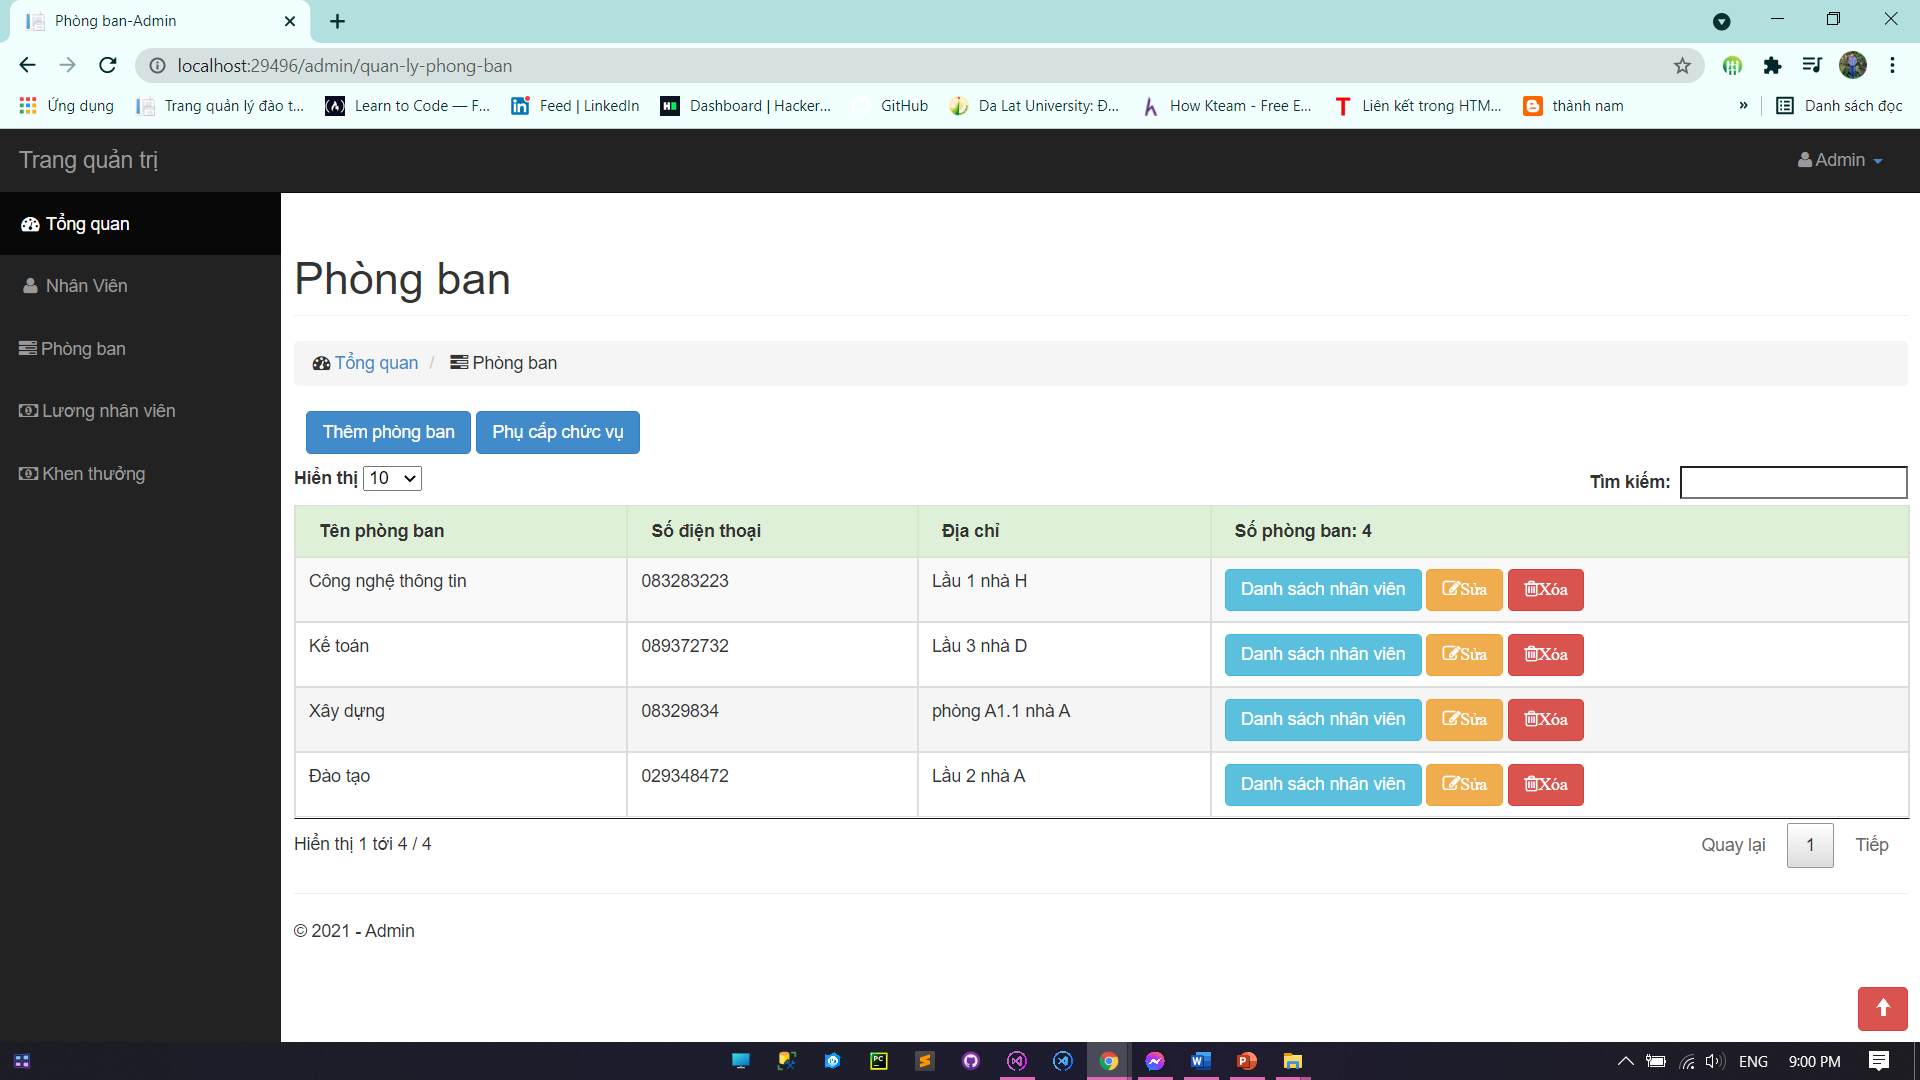 Phòng ban-Admin
localhost:29496/admin/quan-ly-phong-ban
Ứng dụng Trang quản lý đào t... Learn to Code — F... Feed | LinkedIn Dashboard | Hacker... GitHub Da Lat University: Đ... How Kteam - Free E... Liên kết trong HTM... thành nam » Danh sách đọc
Trang quản trị Admin
Tổng quan
Nhân Viên
Phòng ban
Lương nhân viên
Khen thưởng
Phòng ban
Tổng quan / Phòng ban
Thêm phòng ban Phụ cấp chức vụ
Hiển thị 10 Tìm kiếm:
Tên phòng ban Số điện thoại Địa chỉ Số phòng ban: 4
Công nghệ thông tin 083283223 Lầu 1 nhà H Danh sách nhân viên Sửa Xóa
Kế toán 089372732 Lầu 3 nhà D Danh sách nhân viên Sửa Xóa
Xây dựng 08329834 phòng A1.1 nhà A Danh sách nhân viên Sửa Xóa
Đào tạo 029348472 Lầu 2 nhà A Danh sách nhân viên Sửa Xóa
Hiển thị 1 tới 4 / 4 Quay lại 1 Tiếp
© 2021 - Admin
ENG 9:00 PM